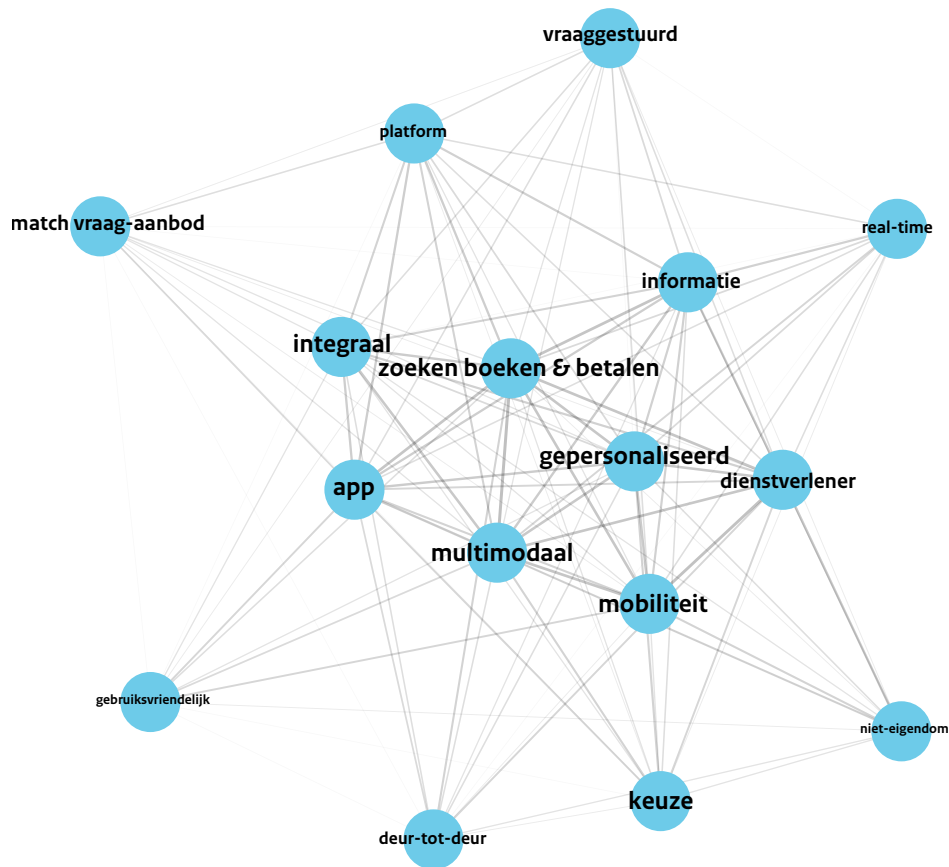 vraaggestuurd
platform
match vraag-aanbod
real-time
informatie
integraal
zoeken boeken & betalen
gepersonaliseerd
dienstverlener
app
multimodaal
mobiliteit
gebruiksvriendelijk
niet-eigendom
keuze
deur-tot-deur